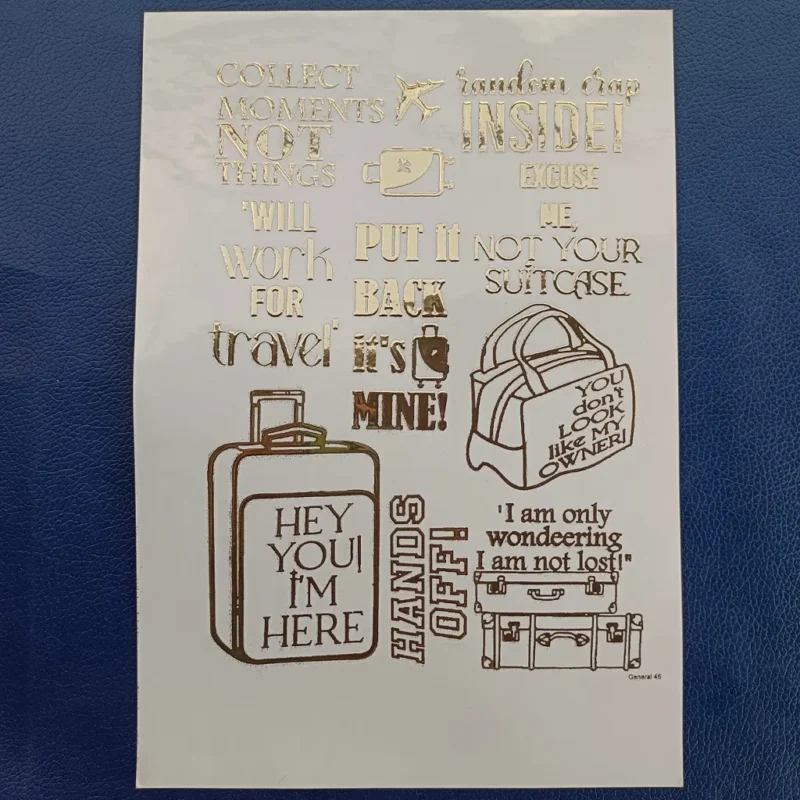 COLLECT
MOMENTS
NOT
THINGS
random crap
INSIDE!
EXCUSE
ME,
NOT YOUR
SUITCASE
'WILL
work
FOR
travel'
PUT it
BACK
it's
MINE!
YOU
don't
LOOK
like MY
OWNER!
HEY
YOU!
I'M
HERE
HANDS
OFF!
'I am only
wondeering
I am not lost!"
General 46